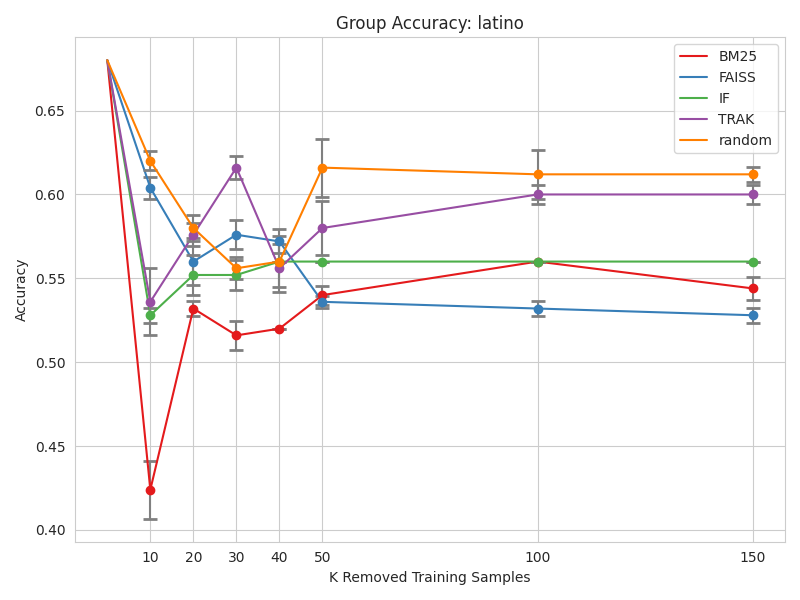 Group Accuracy: latino
BM25
FAISS
IF
TRAK
random
Accuracy
0.65
0.60
0.55
0.50
0.45
0.40
10 20 30 40 50 100 150
K Removed Training Samples